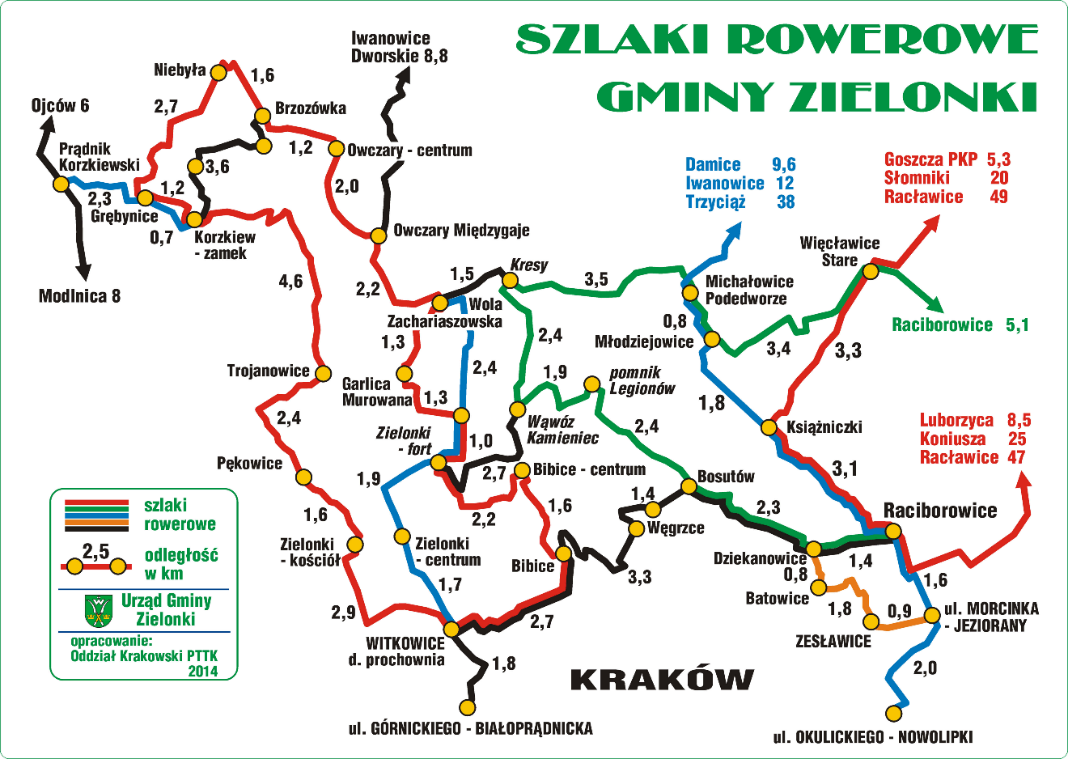 SZLAKI ROWEROWE
GMINY ZIELONKI
Iwanowice
Dworskie 8,8
Niebyła
1,6
Ojców 6
2,7
Brzozówka
Prądnik
Korzkiewski
3,6
1,2
Owczary - centrum
Damice 9,6
Iwanowice 12
Trzyciąż 38
Goszcza PKP 5,3
Słomniki 20
Racławice 49
2,3
1,2
2,0
Grębynice
0,7
Korzkiew
- zamek
Owczary Międzygaje
Więcławice
Stare
Modlnica 8
4,6
2,2
1,5
Kresy
3,5
Michałowice
Podedworze
Wola
Zachariaszowska
0,8
Młodziejowice
3,4
3,3
Raciborowice 5,1
1,3
2,4
2,4
Trojanowice
Garlica
Murowana
1,3
1,9
pomnik
Legionów
1,8
2,4
Zielonki
- fort
1,0
Wąwóz
Kamieniec
2,4
Książniczki
Luborzyca 8,5
Koniusza 25
Racławice 47
Pękowice
1,9
2,7
Bibice - centrum
Bosutów
3,1
szlaki
rowerowe
1,6
2,2
1,6
1,4
Węgrzce
2,3
Raciborowice
2,5
odległość
w km
Zielonki
- kościół
Zielonki
- centrum
Bibice
3,3
Dziekanowice
1,4
0,8
Batowice
1,6
Urząd Gminy
Zielonki
2,9
1,7
2,7
1,8
0,9
ul. MORCINKA
- JEZIORANY
ZESŁAWICE
opracowanie:
Oddział Krakowski PTTK
2014
WITKOWICE
d. prochownia
1,8
KRAKÓW
2,0
ul. GÓRNICKIEGO - BIAŁOPRĄDNICKA
ul. OKULICKIEGO - NOWOLIPKI